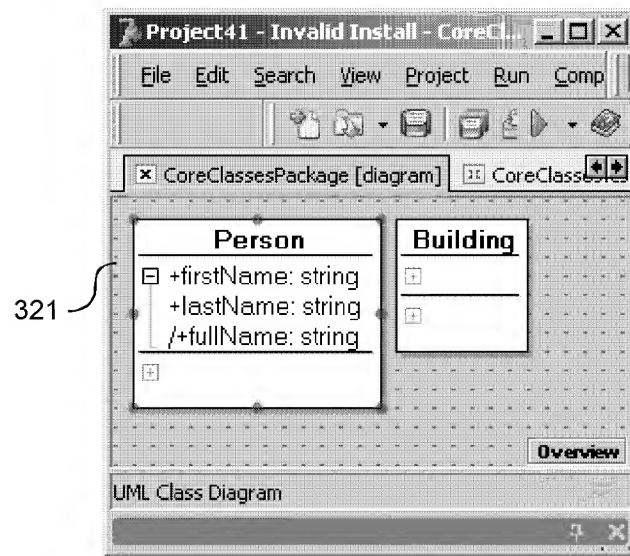 Project41 - Invalid Install - CoreCl...
File Edit Search View Project Run Comp
CoreClassesPackage [diagram] CoreClasses
Person Building
+firstName: string
+lastName: string
/+fullName: string
321
Overview
UML Class Diagram